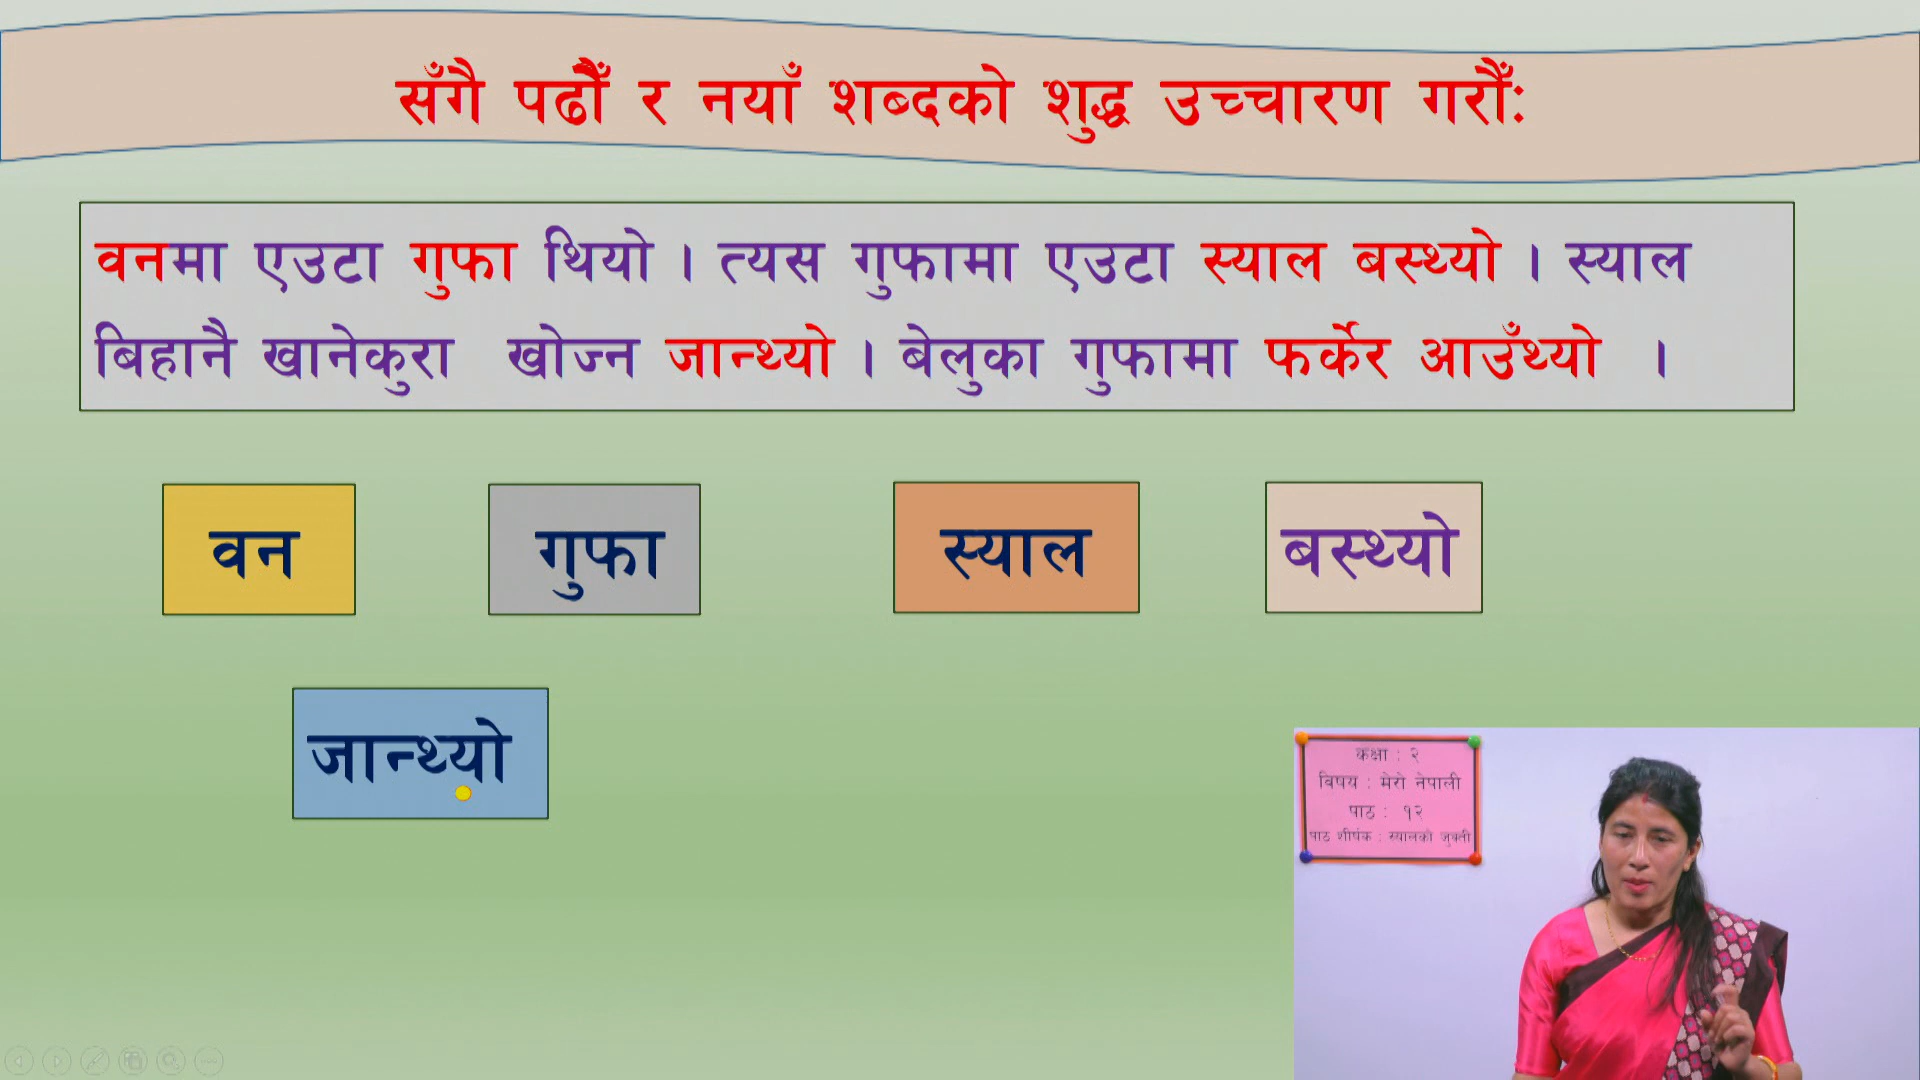 सँगै पढौँ र नयाँ शब्दको शुद्ध उच्चारण गरौँः
वनमा एउटा गुफा थियो । त्यस गुफामा एउटा स्याल बस्थ्यो । स्याल
बिहानै खानेकुरा खोज्न जान्थ्यो । बेलुका गुफामा फर्केर आउँथ्यो ।
वन
गुफा
स्याल
बस्थ्यो
जान्थ्यो
कक्षा : २
विषय : मेरो नेपाली
पाठ : १२
पाठ शीर्षक : स्यालको जुक्ती